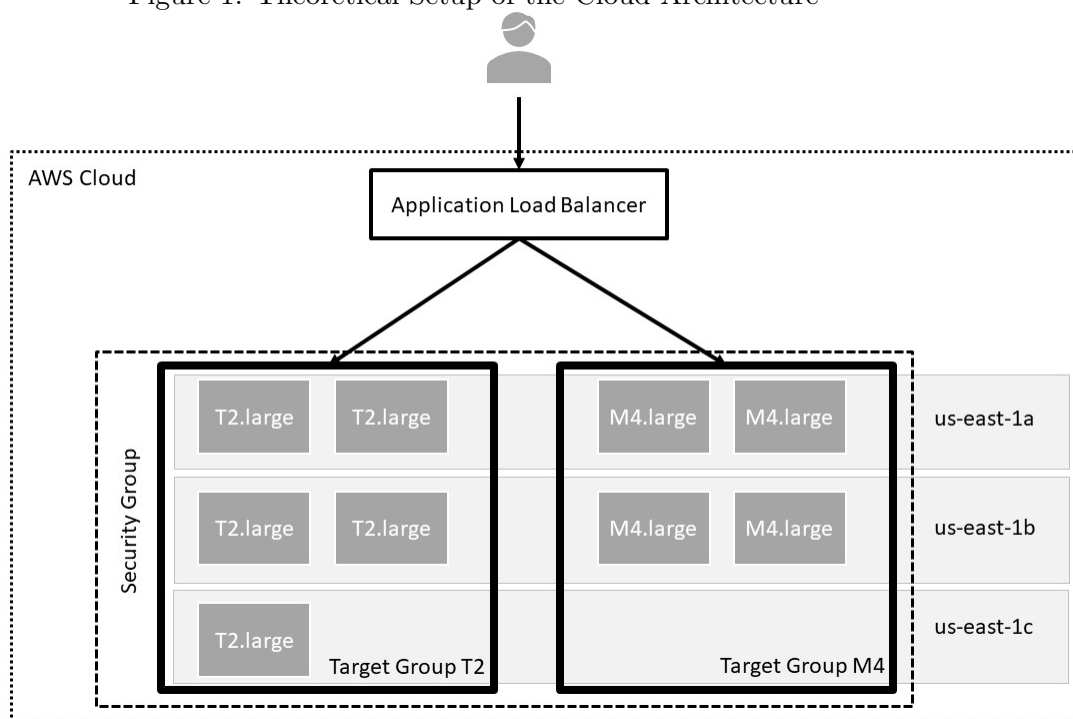 Figure 1: Theoretical Setup of the Cloud Architecture
AWS Cloud
Application Load Balancer
Security Group
T2.large T2.large M4.large M4.large us-east-1a
T2.large T2.large M4.large M4.large us-east-1b
T2.large us-east-1c
Target Group T2 Target Group M4